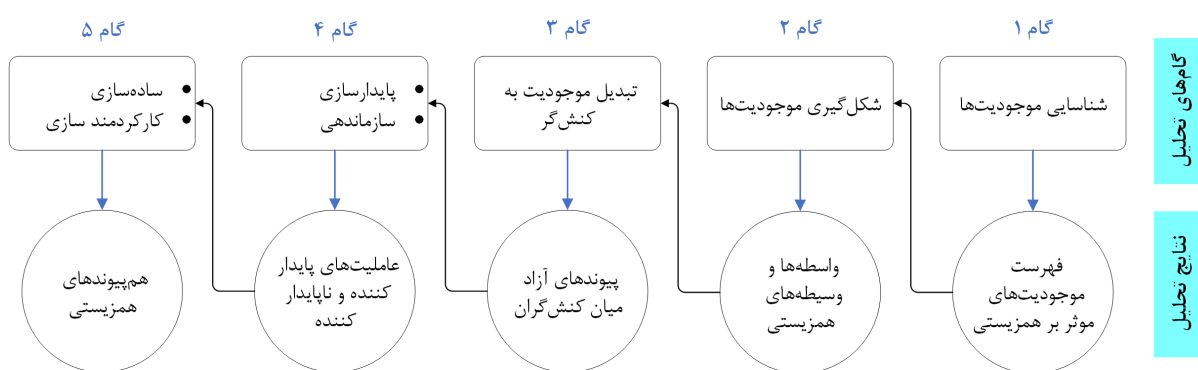 گام ۱
گام ۲
گام ۳
گام ۴
گام ۵
گام‌های تحلیل
شناسایی موجودیت‌ها
شکل‌گیری موجودیت‌ها
تبدیل موجودیت به
کنش‌گر
• پایدارسازی
• سازماندهی
• ساده‌سازی
• کارکردمند سازی
نتایج تحلیل
فهرست
موجودیت‌های
موثر بر همزیستی
واسطه‌ها و
وسیطه‌های
همزیستی
پیوندهای آزاد
میان کنش‌گران
عاملیت‌های پایدار
کننده و ناپایدار
کننده
هم‌پیوندهای
همزیستی